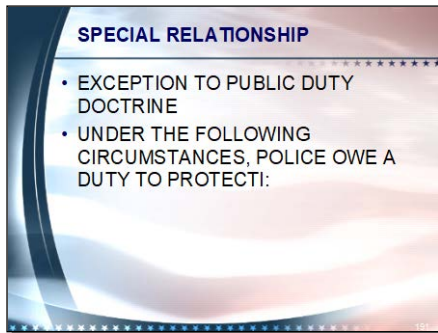 SPECIAL RELATIONSHIP
• EXCEPTION TO PUBLIC DUTY
DOCTRINE
• UNDER THE FOLLOWING
CIRCUMSTANCES, POLICE OWE A
DUTY TO PROTECTI: